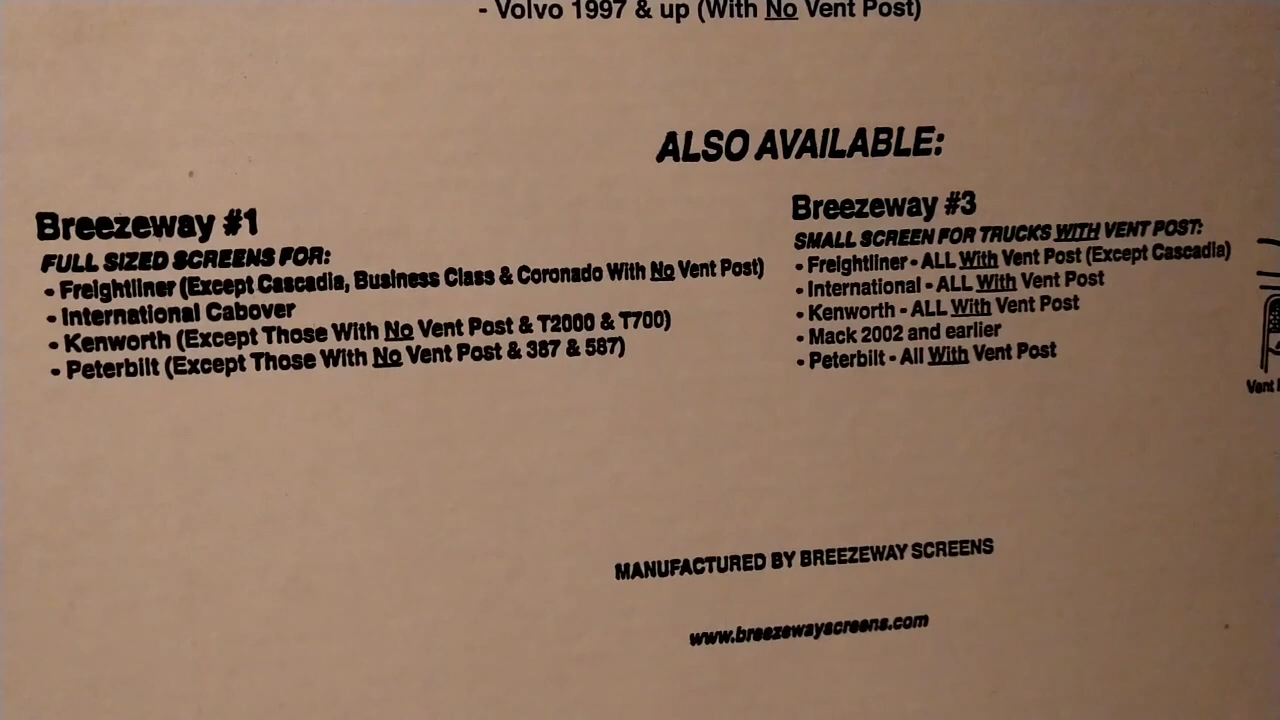 - Volvo 1997 & up (With No Vent Post)
ALSO AVAILABLE:
Breezeway #1
FULL SIZED SCREENS FOR:
- Freightliner (Except Cascadia, Business Class & Coronado With No Vent Post)
- International Cabover
- Kenworth (Except Those With No Vent Post & T2000 & T700)
- Peterbilt (Except Those With No Vent Post & 387 & 587)
Breezeway #3
SMALL SCREEN FOR TRUCKS WITH VENT POST:
- Freightliner - ALL With Vent Post (Except Cascadia)
- International - ALL With Vent Post
- Kenworth - ALL With Vent Post
- Mack 2002 and earlier
- Peterbilt - All With Vent Post
Vent
MANUFACTURED BY BREEZEWAY SCREENS
www.breezewayscreens.com